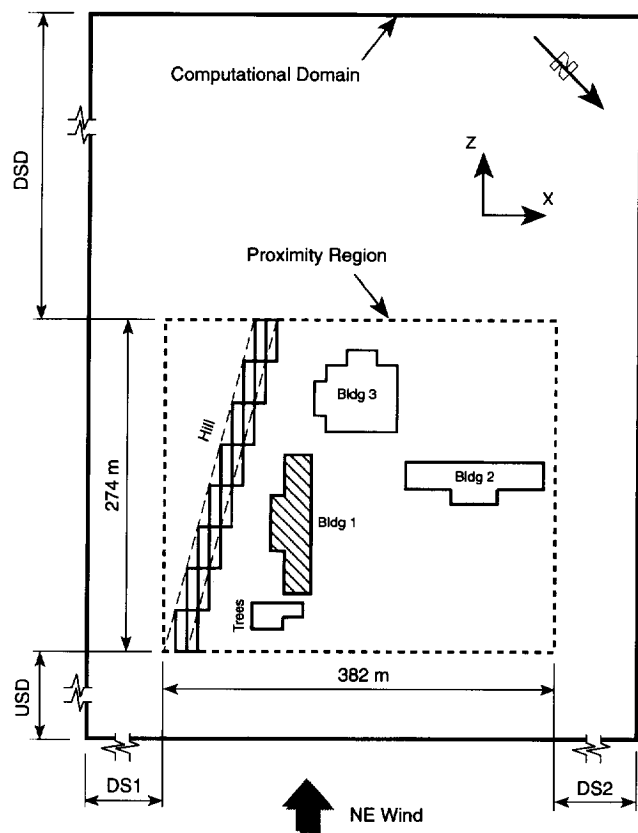 Computational Domain
N
DSD
Z
X
Proximity Region
Hill
Bldg 3
Bldg 2
274 m
Bldg 1
Trees
USD
382 m
DS1
DS2
NE Wind